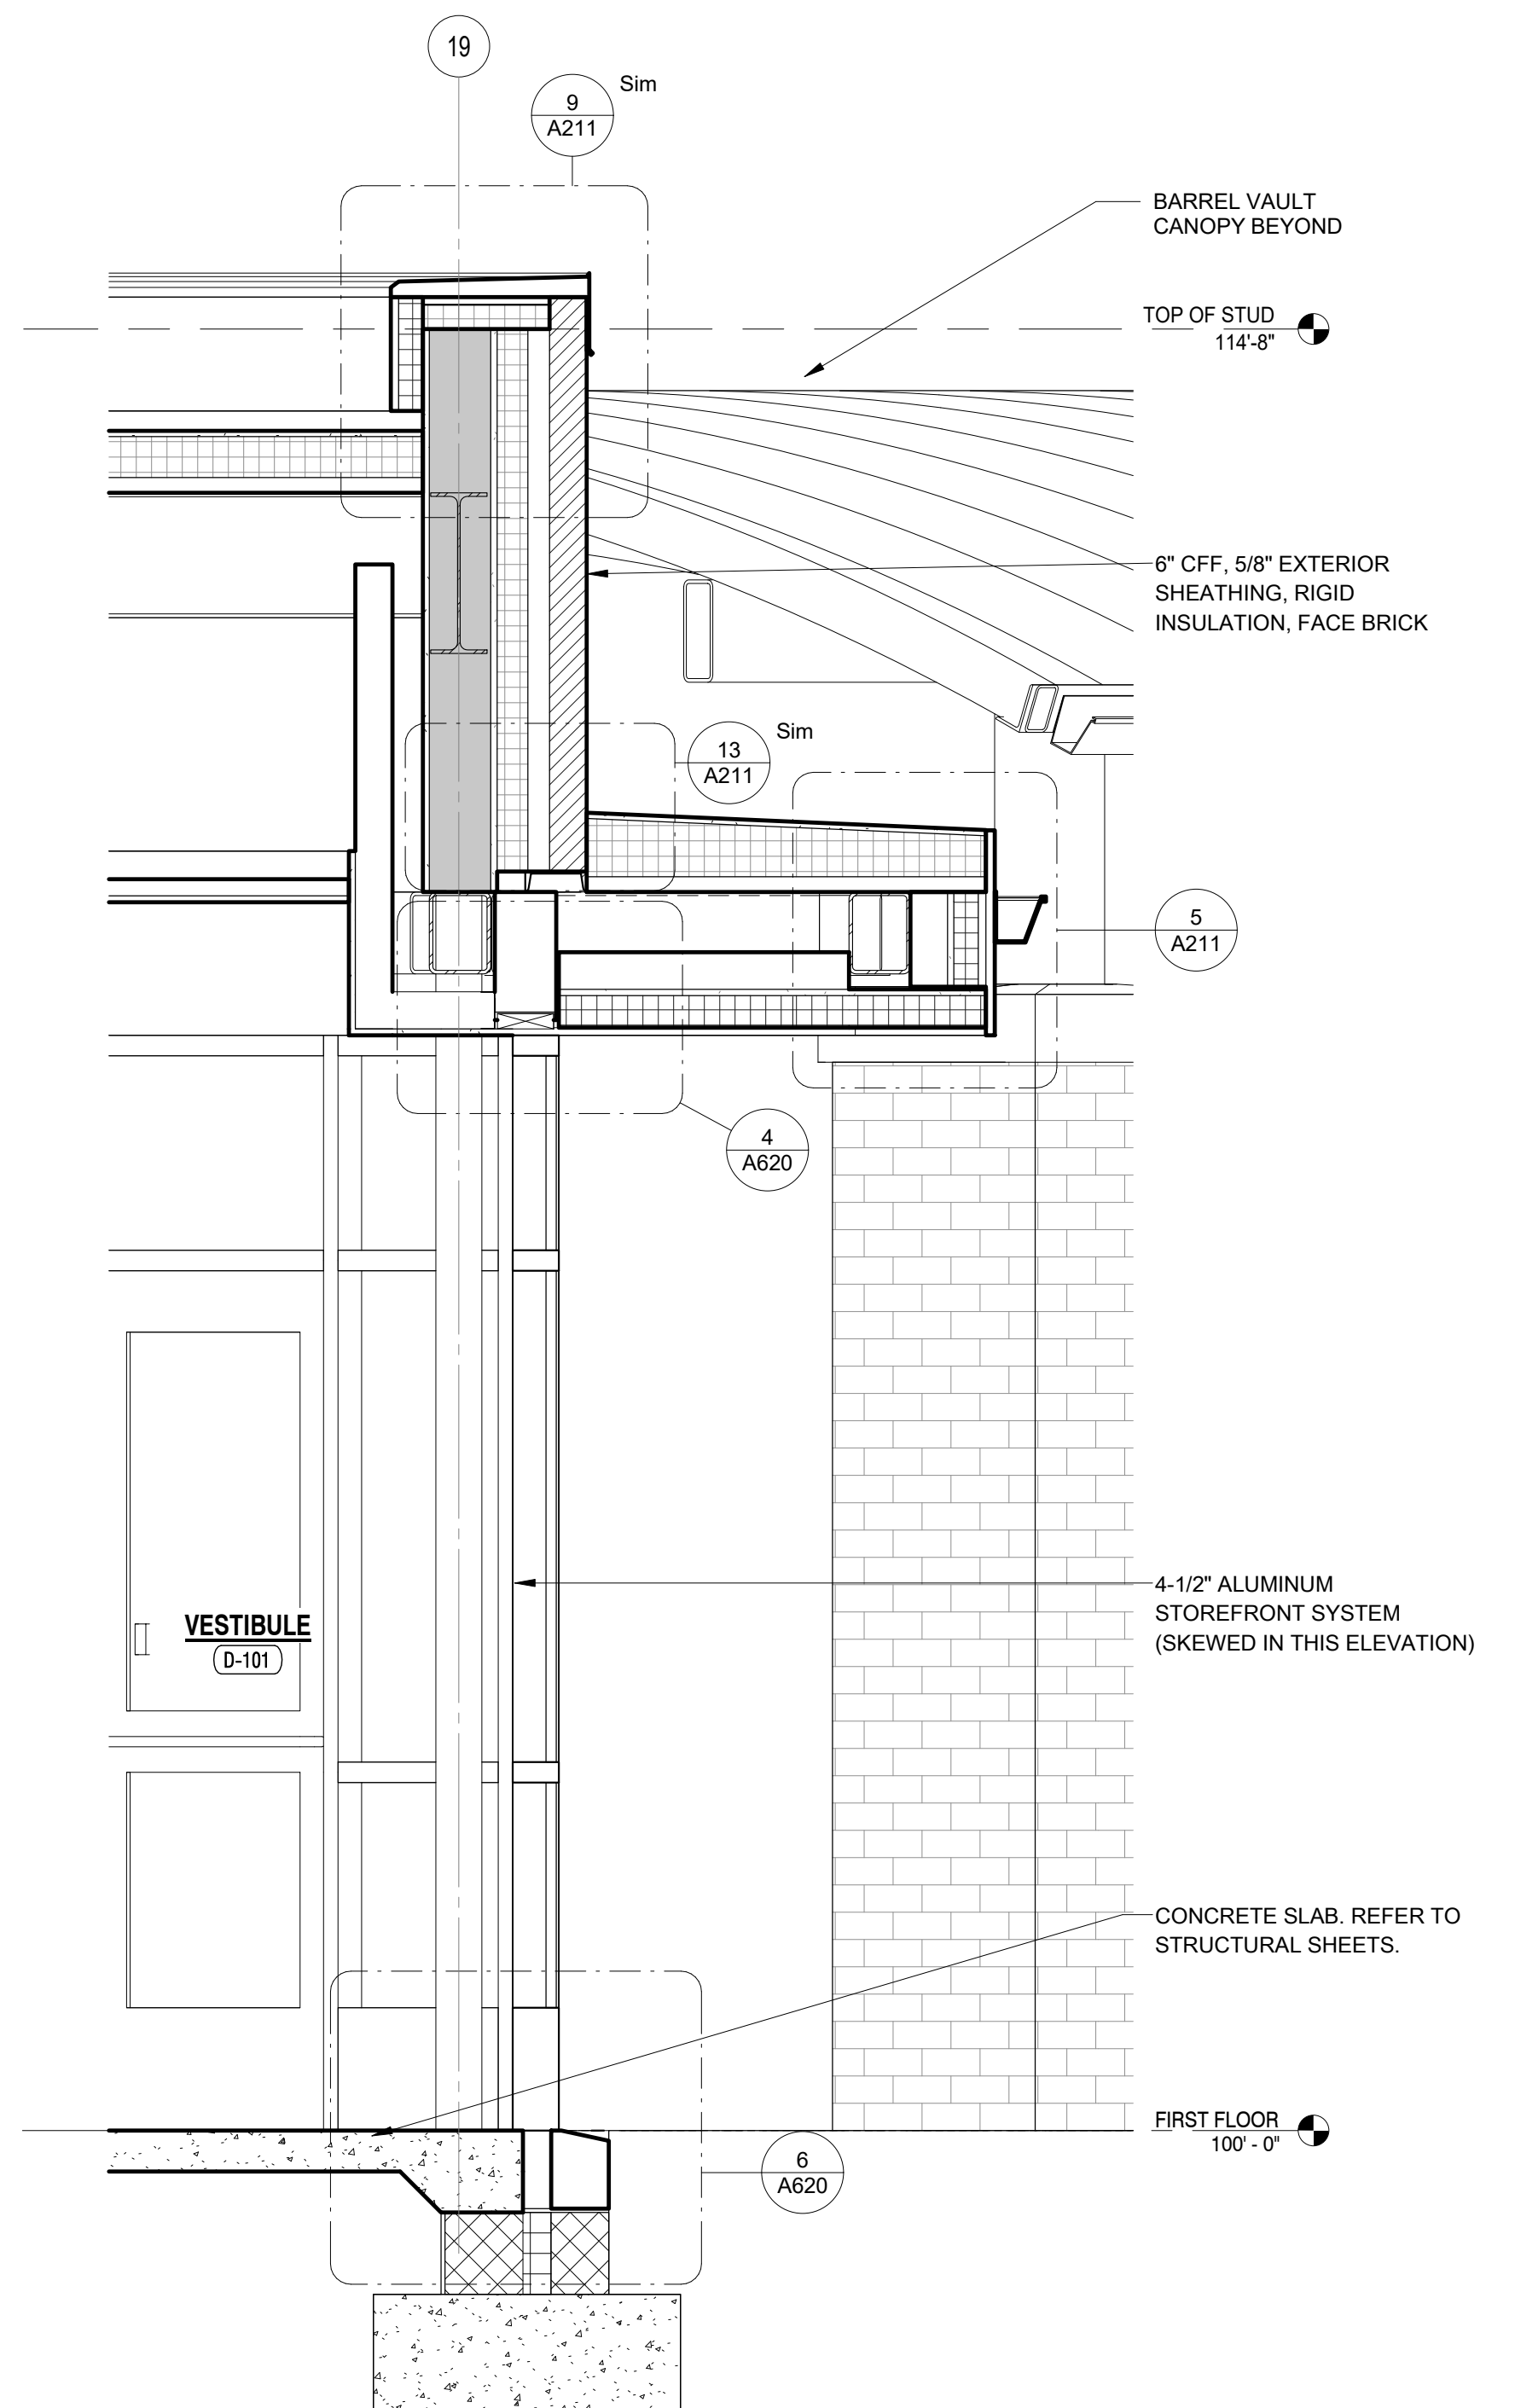 19
Sim
9
A211
BARREL VAULT
CANOPY BEYOND
TOP OF STUD
114'-8"
6" CFF, 5/8" EXTERIOR
SHEATHING, RIGID
INSULATION, FACE BRICK
Sim
13
A211
5
A211
4
A620
4-1/2" ALUMINUM
STOREFRONT SYSTEM
(SKEWED IN THIS ELEVATION)
VESTIBULE
D-101
CONCRETE SLAB. REFER TO
STRUCTURAL SHEETS.
FIRST FLOOR
100' - 0"
6
A620